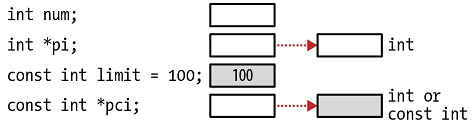 int num;
int *pi; int
const int limit = 100; 100
const int *pci; int or
const int